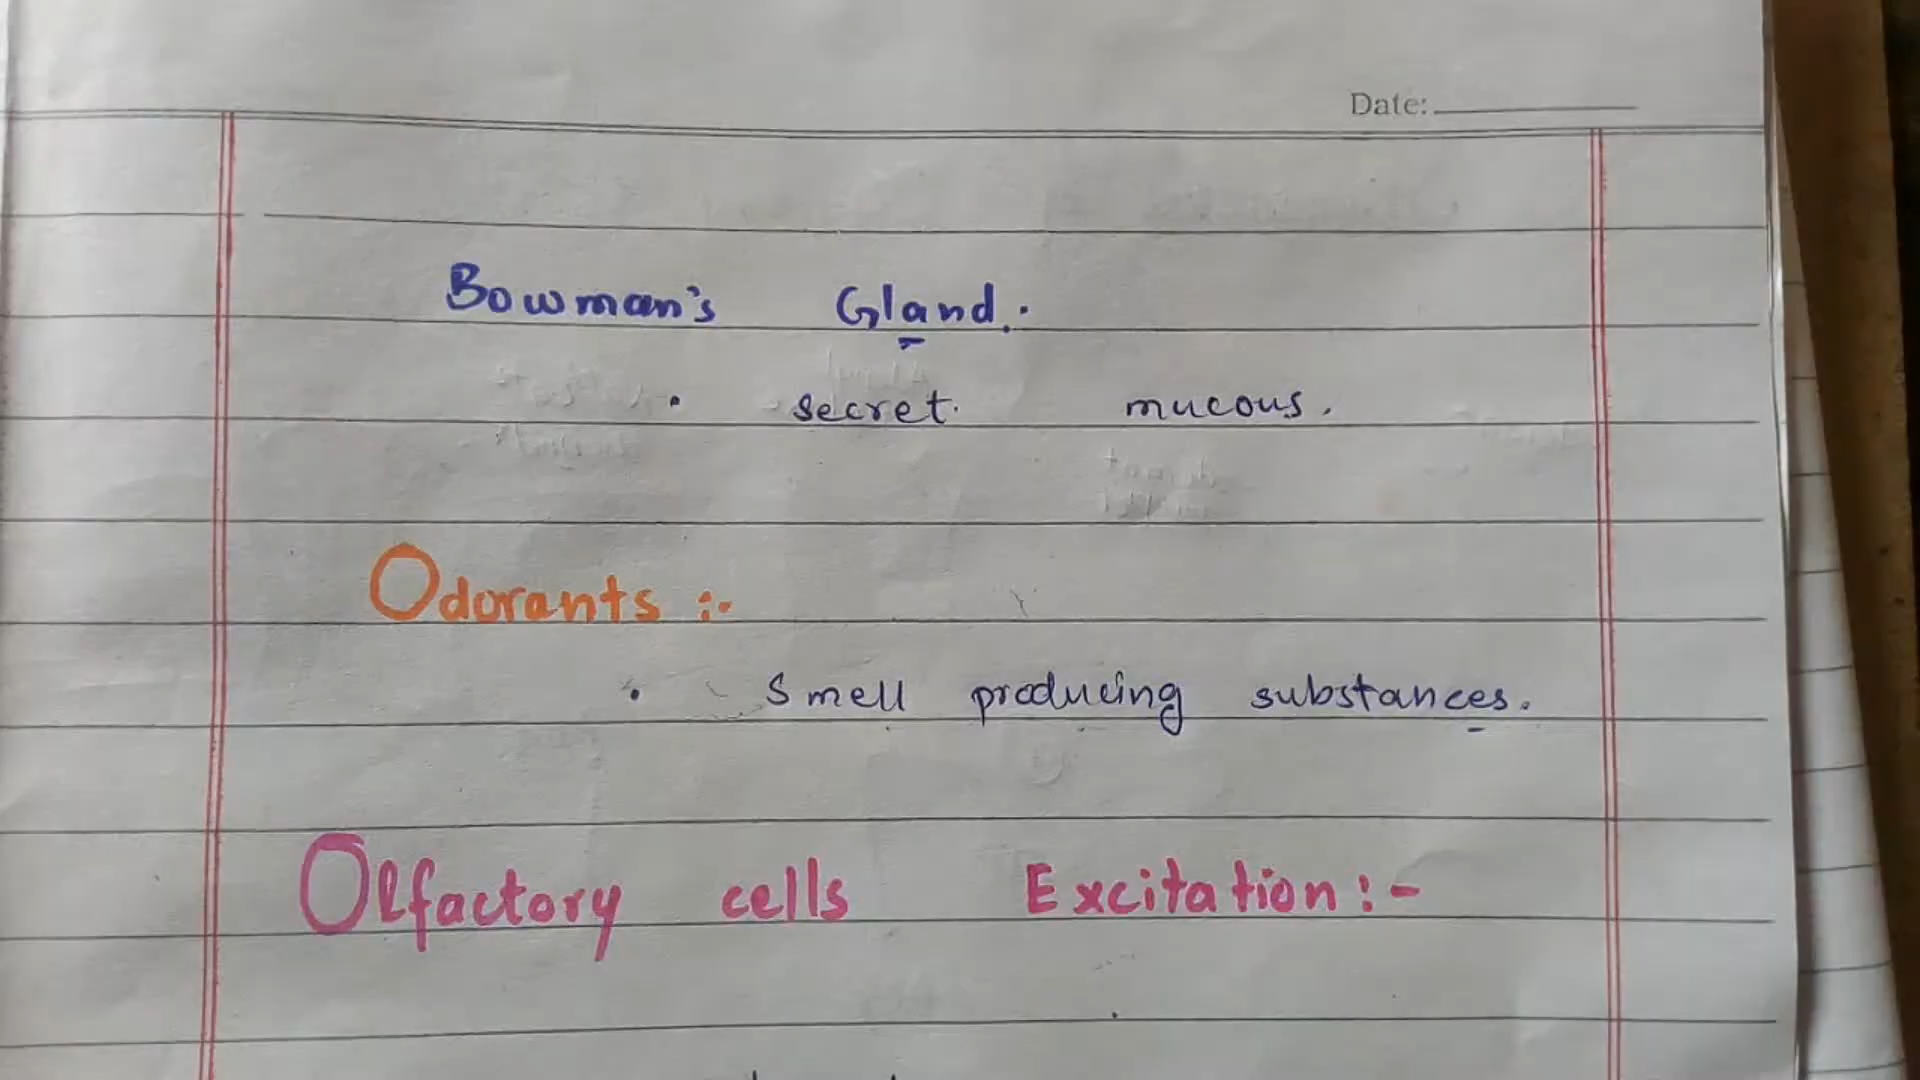 Date:
Bowman's Gland.
• secret mucous.
Odorants :-
• Smell producing substances.
Olfactory cells Excitation :-